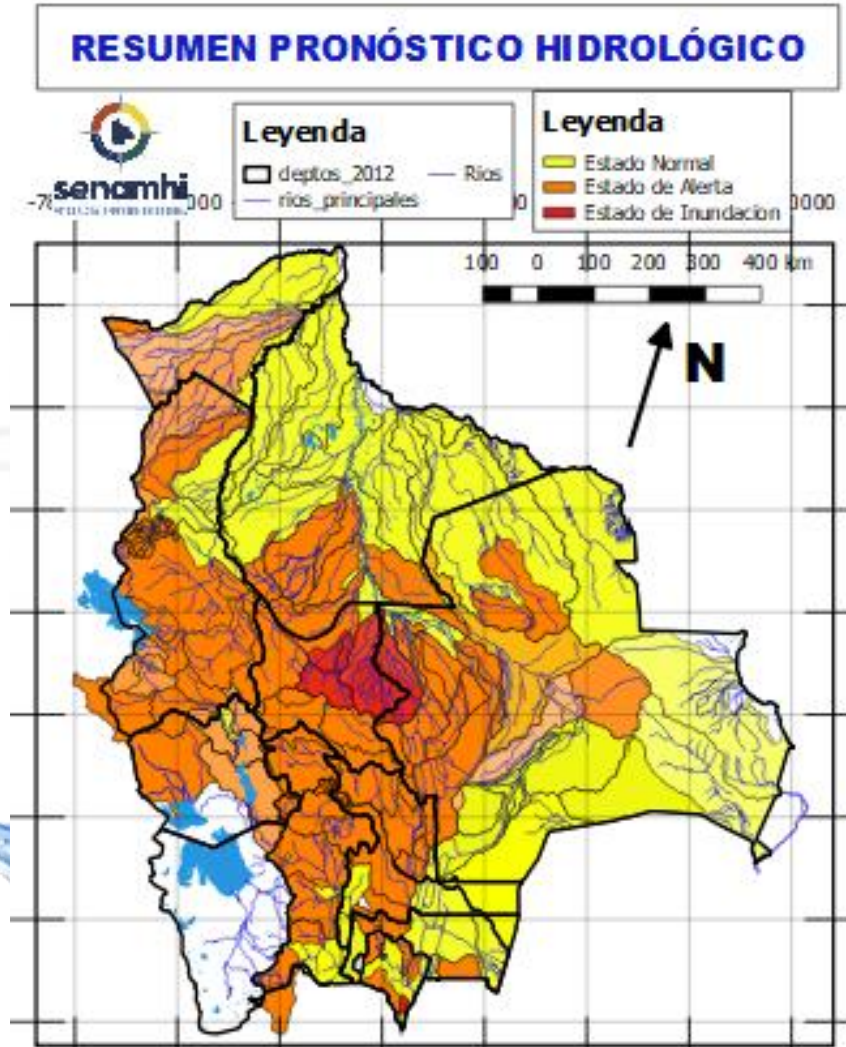 RESUMEN PRONÓSTICO HIDROLÓGICO
senamhi
Leyenda
deptos_2012
Rios
rios_principales
Leyenda
Estado Normal
Estado de Alerta
Estado de Inundacion
100 0 100 200 300 400 km
N